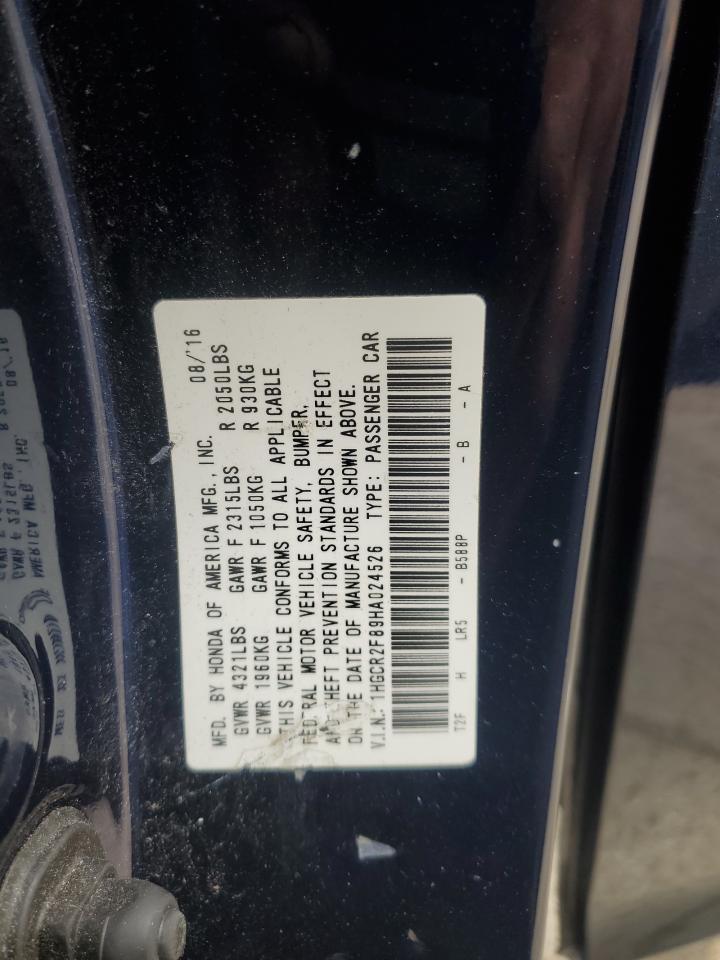 MFD. BY HONDA OF AMERICA MFG., INC. 08/'16
GVWR 4321LBS GAWR F 2315LBS R 2050LBS
GVWR 1960KG GAWR F 1050KG R 930KG
THIS VEHICLE CONFORMS TO ALL APPLICABLE
FEDERAL MOTOR VEHICLE SAFETY, BUMPER,
AND THEFT PREVENTION STANDARDS IN EFFECT
ON THE DATE OF MANUFACTURE SHOWN ABOVE.
V.I.N.: 1HGCR2F89HA024526 TYPE: PASSENGER CAR
T2F H LR5 - B588P - B - A